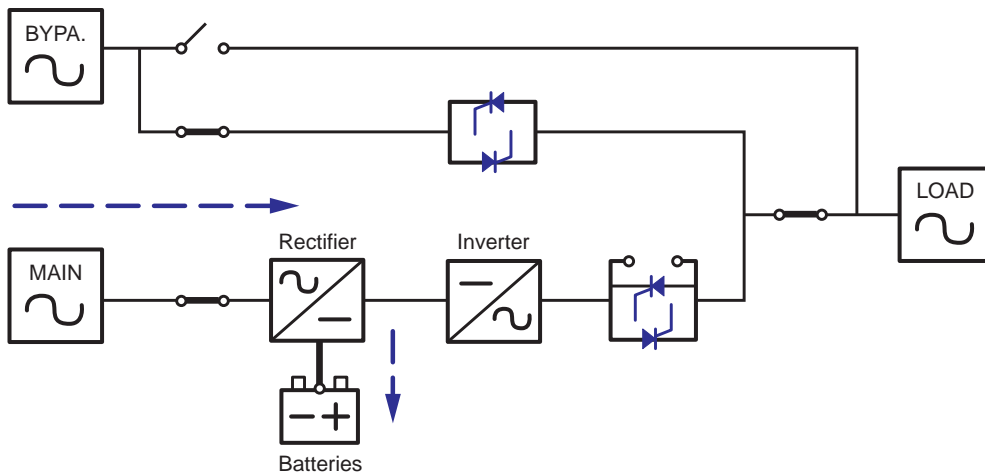 BYPA.
LOAD
MAIN
Rectifier
Inverter
Batteries